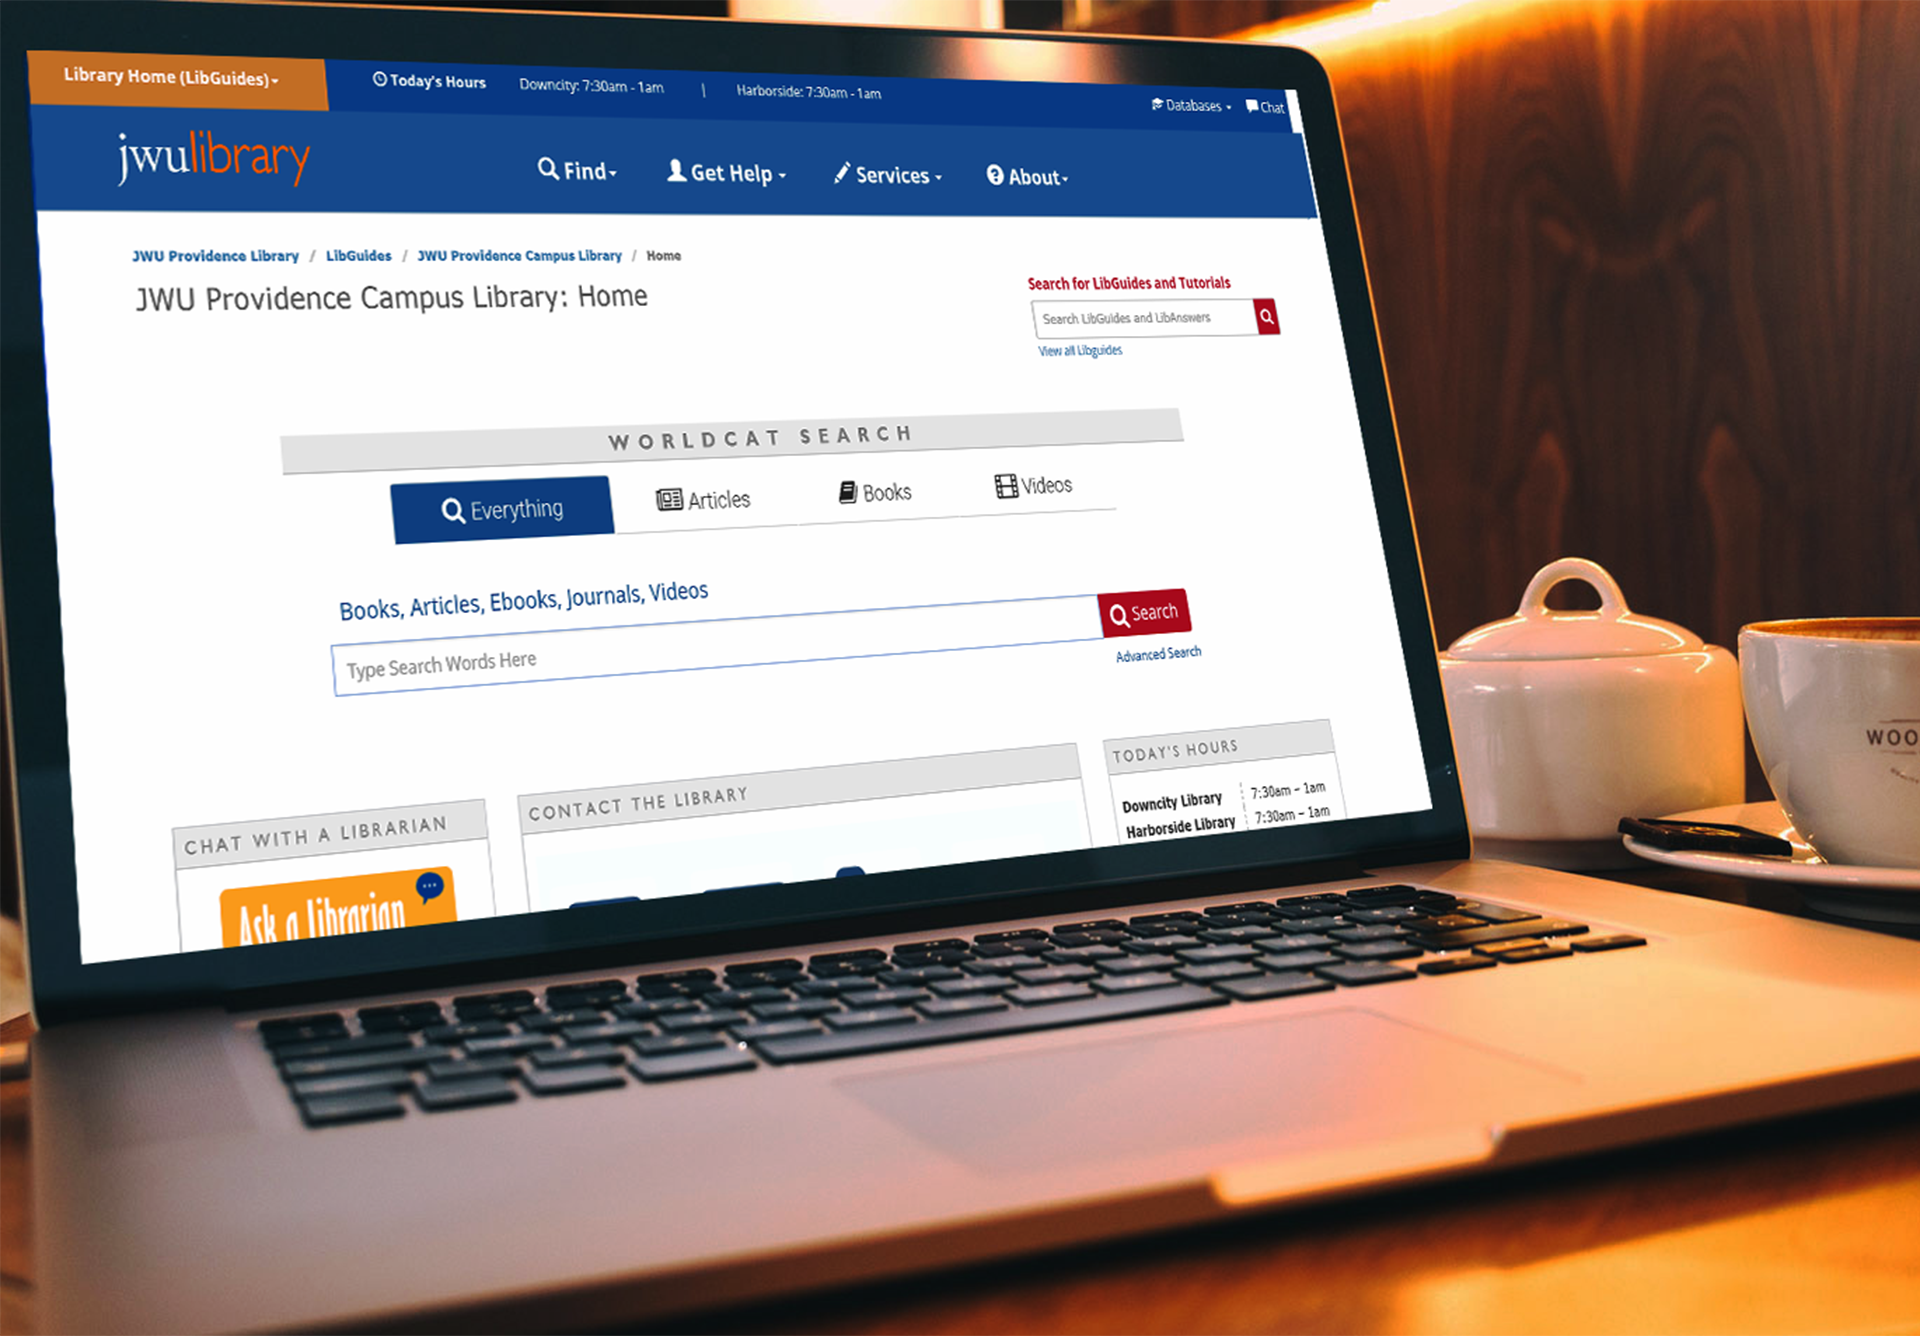 Library Home (LibGuides)
Today's Hours Downcity: 7:30am - 1am | Harborside: 7:30am - 1am
Databases Chat
jwulibrary
Find Get Help Services About
JWU Providence Library / LibGuides / JWU Providence Campus Library / Home
JWU Providence Campus Library: Home
Search for LibGuides and Tutorials
Search LibGuides and LibAnswers
View all Libguides
WORLDCAT SEARCH
Everything Articles Books Videos
Books, Articles, Ebooks, Journals, Videos
Type Search Words Here
Search
Advanced Search
CHAT WITH A LIBRARIAN
Ask a librarian
CONTACT THE LIBRARY
TODAY'S HOURS
Downcity Library 7:30am – 1am
Harborside Library 7:30am – 1am
WOO